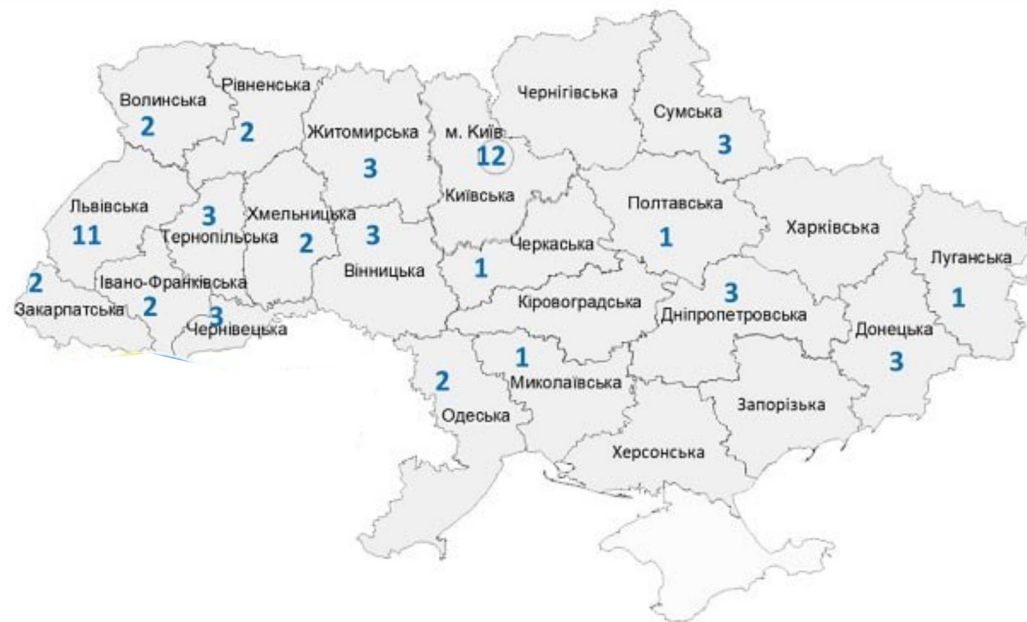 Волинська
2
Рівненська
2
Житомирська
3
м. Київ
12
Київська
Чернігівська
Сумська
3
Львівська
11
3
Тернопільська
Хмельницька
2
3
Вінницька
Черкаська
1
Полтавська
1
Харківська
Луганська
1
2
Закарпатська
Івано-Франківська
2
3
Чернівецька
Кіровоградська
3
Дніпропетровська
Донецька
3
2
Одеська
1
Миколаївська
Херсонська
Запорізька